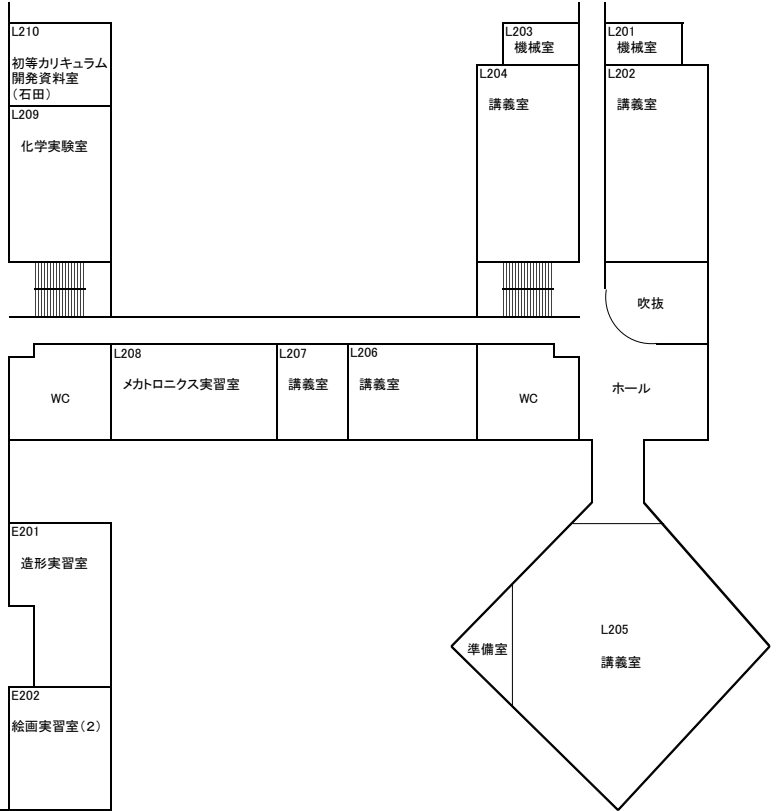 L210
初等カリキュラム
開発資料室
（石田）
L203
機械室
L201
機械室
L204
講義室
L202
講義室
L209
化学実験室
吹抜
L208
メカトロニクス実習室
L207
講義室
L206
講義室
WC
WC
ホール
E201
造形実習室
L205
講義室
準備室
E202
絵画実習室（２）